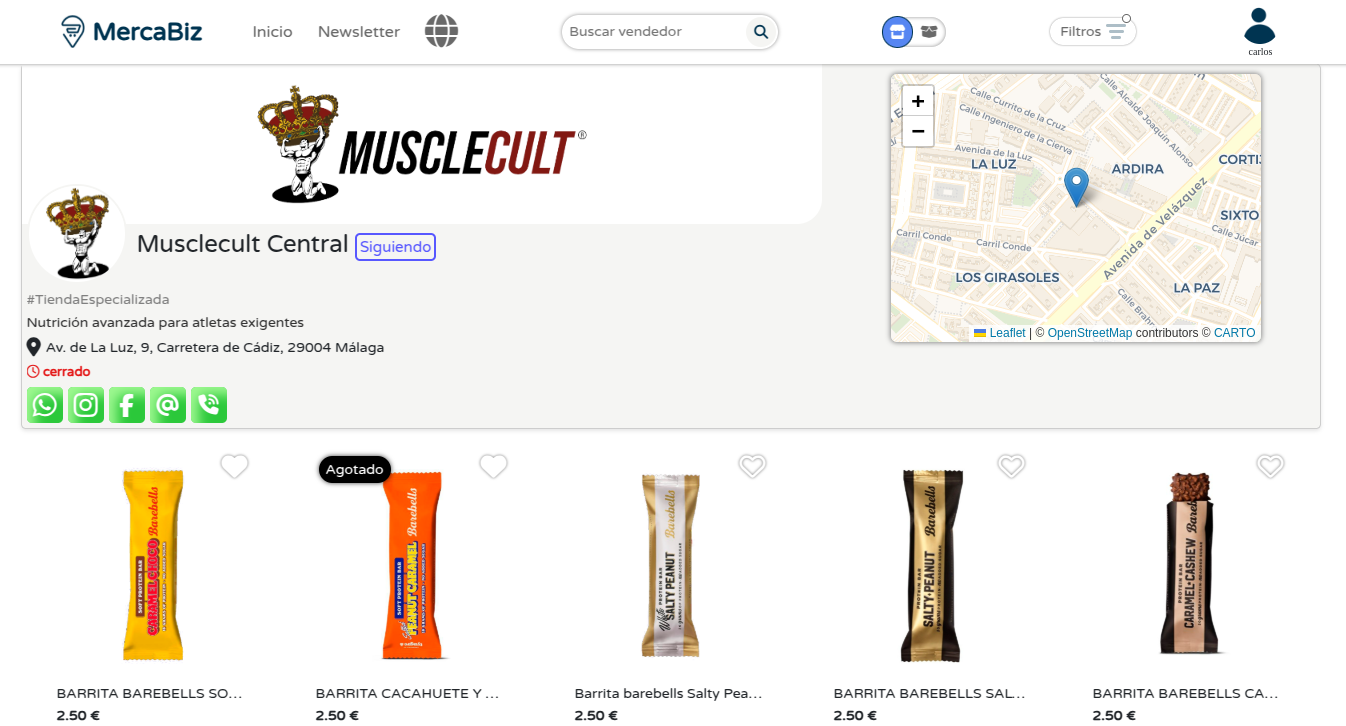 MercaBiz
Inicio
Newsletter
Buscar vendedor
Filtros
carlos
MUSCLECULT®
Musclecult Central
Siguiendo
#TiendaEspecializada
Nutrición avanzada para atletas exigentes
Av. de La Luz, 9, Carretera de Cádiz, 29004 Málaga
cerrado
+
−
Calle Currito de la Cruz
Calle Ingeniero de la Cierva
Calle Alcalde Joaquín Alonso
Avenida de la Luz
LA LUZ
ARDIRA
CORTI
SIXTO
Calle Júcar
Avenida de Velázquez
Carril Conde
Carril Conde
LOS GIRASOLES
LA PAZ
Leaflet | © OpenStreetMap contributors © CARTO
Agotado
Barebells
CARAMEL CHOCO
SOFT PROTEIN BAR
Barebells
PEANUT CARAMEL
SOFT PROTEIN BAR
Barebells
White
SALTY PEANUT
PROTEIN BAR
Barebells
SALTY·PEANUT
PROTEIN BAR
CARAMEL·CASHEW
PROTEIN BAR
BARRITA BAREBELLS SO…
2.50 €
BARRITA CACAHUETE Y …
2.50 €
Barrita barebells Salty Pea…
2.50 €
BARRITA BAREBELLS SAL…
2.50 €
BARRITA BAREBELLS CA…
2.50 €